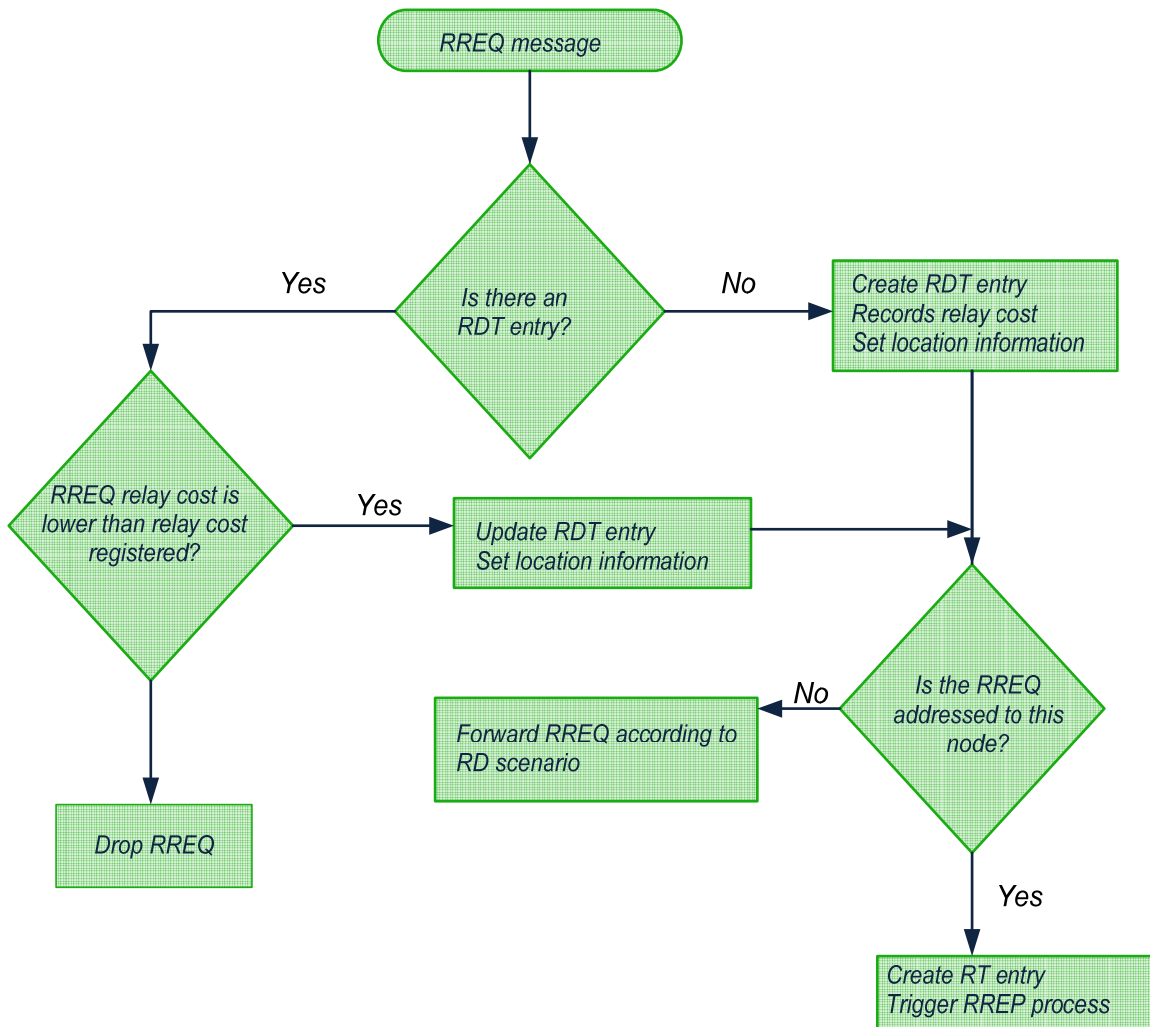 RREQ message
Yes
No
Is there an
RDT entry?
Create RDT entry
Records relay cost
Set location information
RREQ relay cost is
lower than relay cost
registered?
Yes
Update RDT entry
Set location information
Is the RREQ
addressed to this
node?
No
Forward RREQ according to
RD scenario
Drop RREQ
Yes
Create RT entry
Trigger RREP process